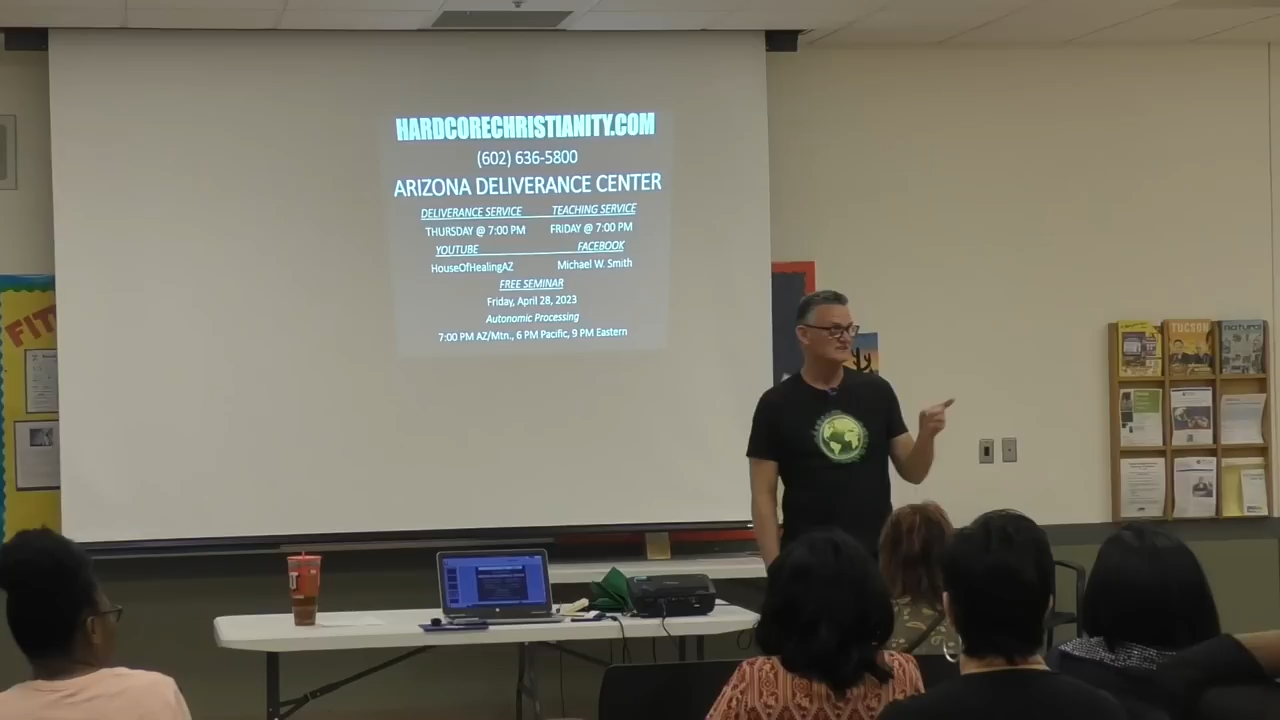 HARDCORECHRISTIANITY.COM
(602) 636-5800
ARIZONA DELIVERANCE CENTER
DELIVERANCE SERVICE TEACHING SERVICE
THURSDAY @ 7:00 PM FRIDAY @ 7:00 PM
YOUTUBE FACEBOOK
HouseOfHealingAZ Michael W. Smith
FREE SEMINAR
Friday, April 28, 2023
Autonomic Processing
7:00 PM AZ/Mtn., 6 PM Pacific, 9 PM Eastern
FIT
TUCSON
natural